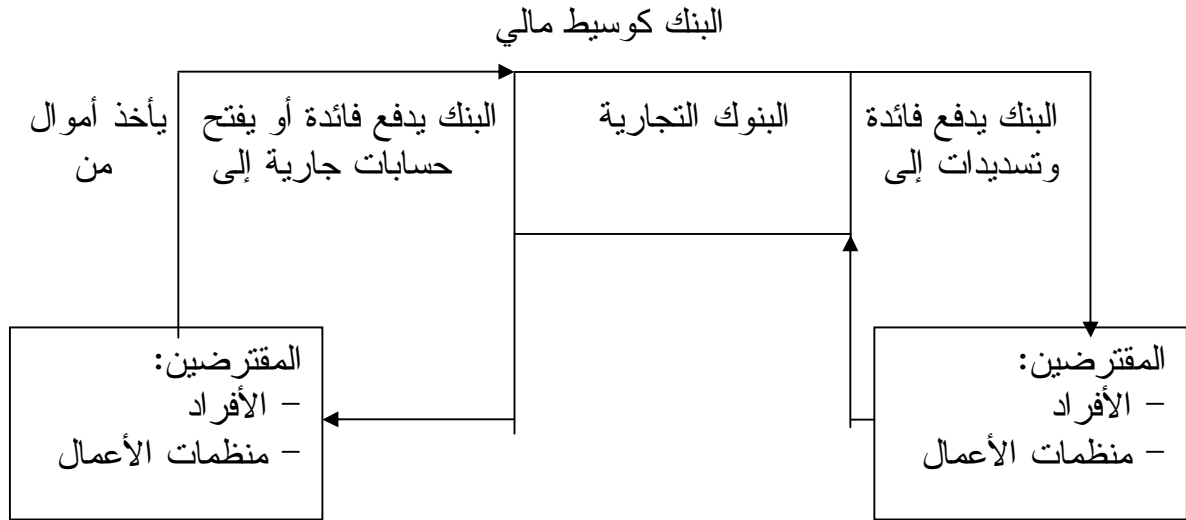 البنك كوسيط مالي
البنك يدفع فائدة
وتسديدات إلى
البنوك التجارية
البنك يدفع فائدة أو يفتح
حسابات جارية إلى
يأخذ أموال
من
المقترضين:
– الأفراد
– منظمات الأعمال
المقترضين:
– الأفراد
– منظمات الأعمال